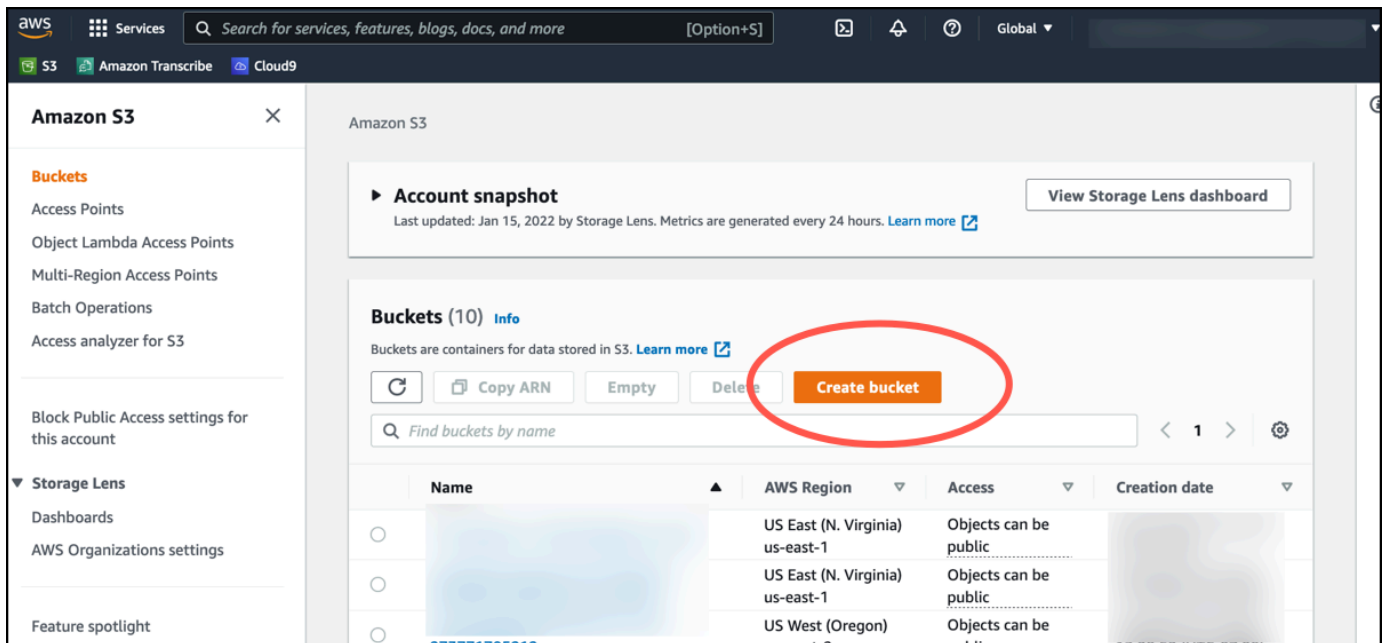 aws
Services
Search for services, features, blogs, docs, and more
[Option+S]
Global
S3
Amazon Transcribe
Cloud9
Amazon S3
Buckets
Access Points
Object Lambda Access Points
Multi-Region Access Points
Batch Operations
Access analyzer for S3
Block Public Access settings for
this account
Storage Lens
Dashboards
AWS Organizations settings
Feature spotlight
Amazon S3
Account snapshot
View Storage Lens dashboard
Last updated: Jan 15, 2022 by Storage Lens. Metrics are generated every 24 hours. Learn more
Buckets (10) Info
Buckets are containers for data stored in S3. Learn more
Copy ARN
Empty
Delete
Create bucket
Find buckets by name
1
Name
AWS Region
Access
Creation date
US East (N. Virginia)
us-east-1
Objects can be
public
US East (N. Virginia)
us-east-1
Objects can be
public
US West (Oregon)
Objects can be